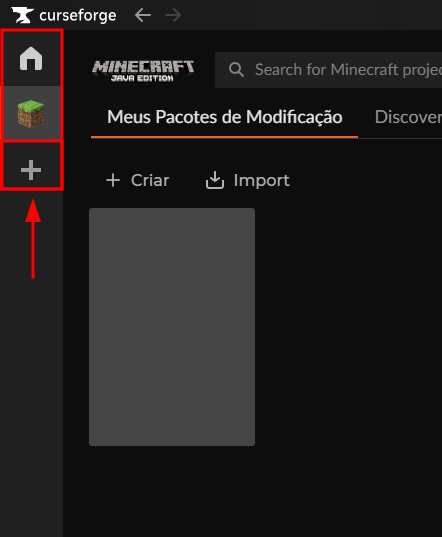 curseforge
MINECRAFT
JAVA EDITION
Search for Minecraft projec
Meus Pacotes de Modificação Discover
Criar Import